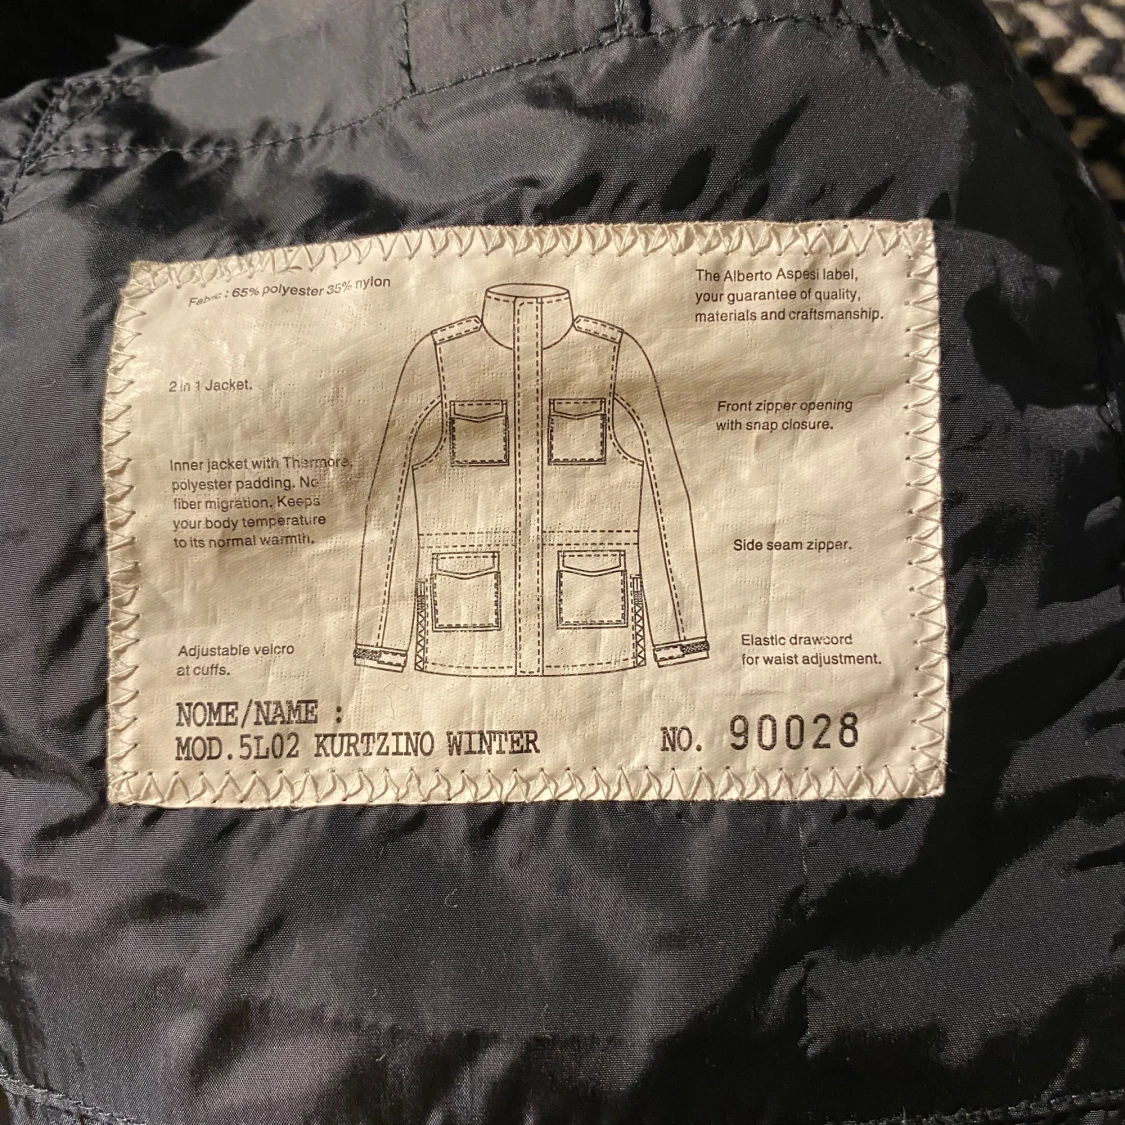 Fabric : 65% polyester 35% nylon
The Alberto Aspesi label,
your guarantee of quality,
materials and craftsmanship.
2 in 1 Jacket.
Front zipper opening
with snap closure.
Inner jacket with Thermore,
polyester padding. No
fiber migration. Keeps
your body temperature
to its normal warmth.
Side seam zipper.
Adjustable velcro
at cuffs.
Elastic drawcord
for waist adjustment.
NOME/NAME :
MOD.5L02 KURTZINO WINTER
NO. 90028